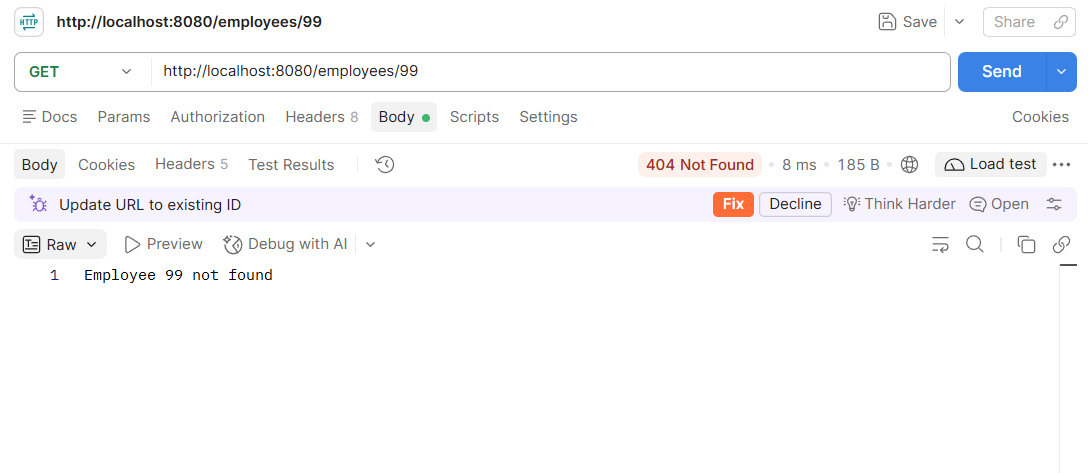 HTTP http://localhost:8080/employees/99 Save Share
GET http://localhost:8080/employees/99 Send
Docs Params Authorization Headers 8 Body Scripts Settings Cookies
Body Cookies Headers 5 Test Results 404 Not Found 8 ms 185 B Load test
Update URL to existing ID Fix Decline Think Harder Open
Raw Preview Debug with AI
1 Employee 99 not found